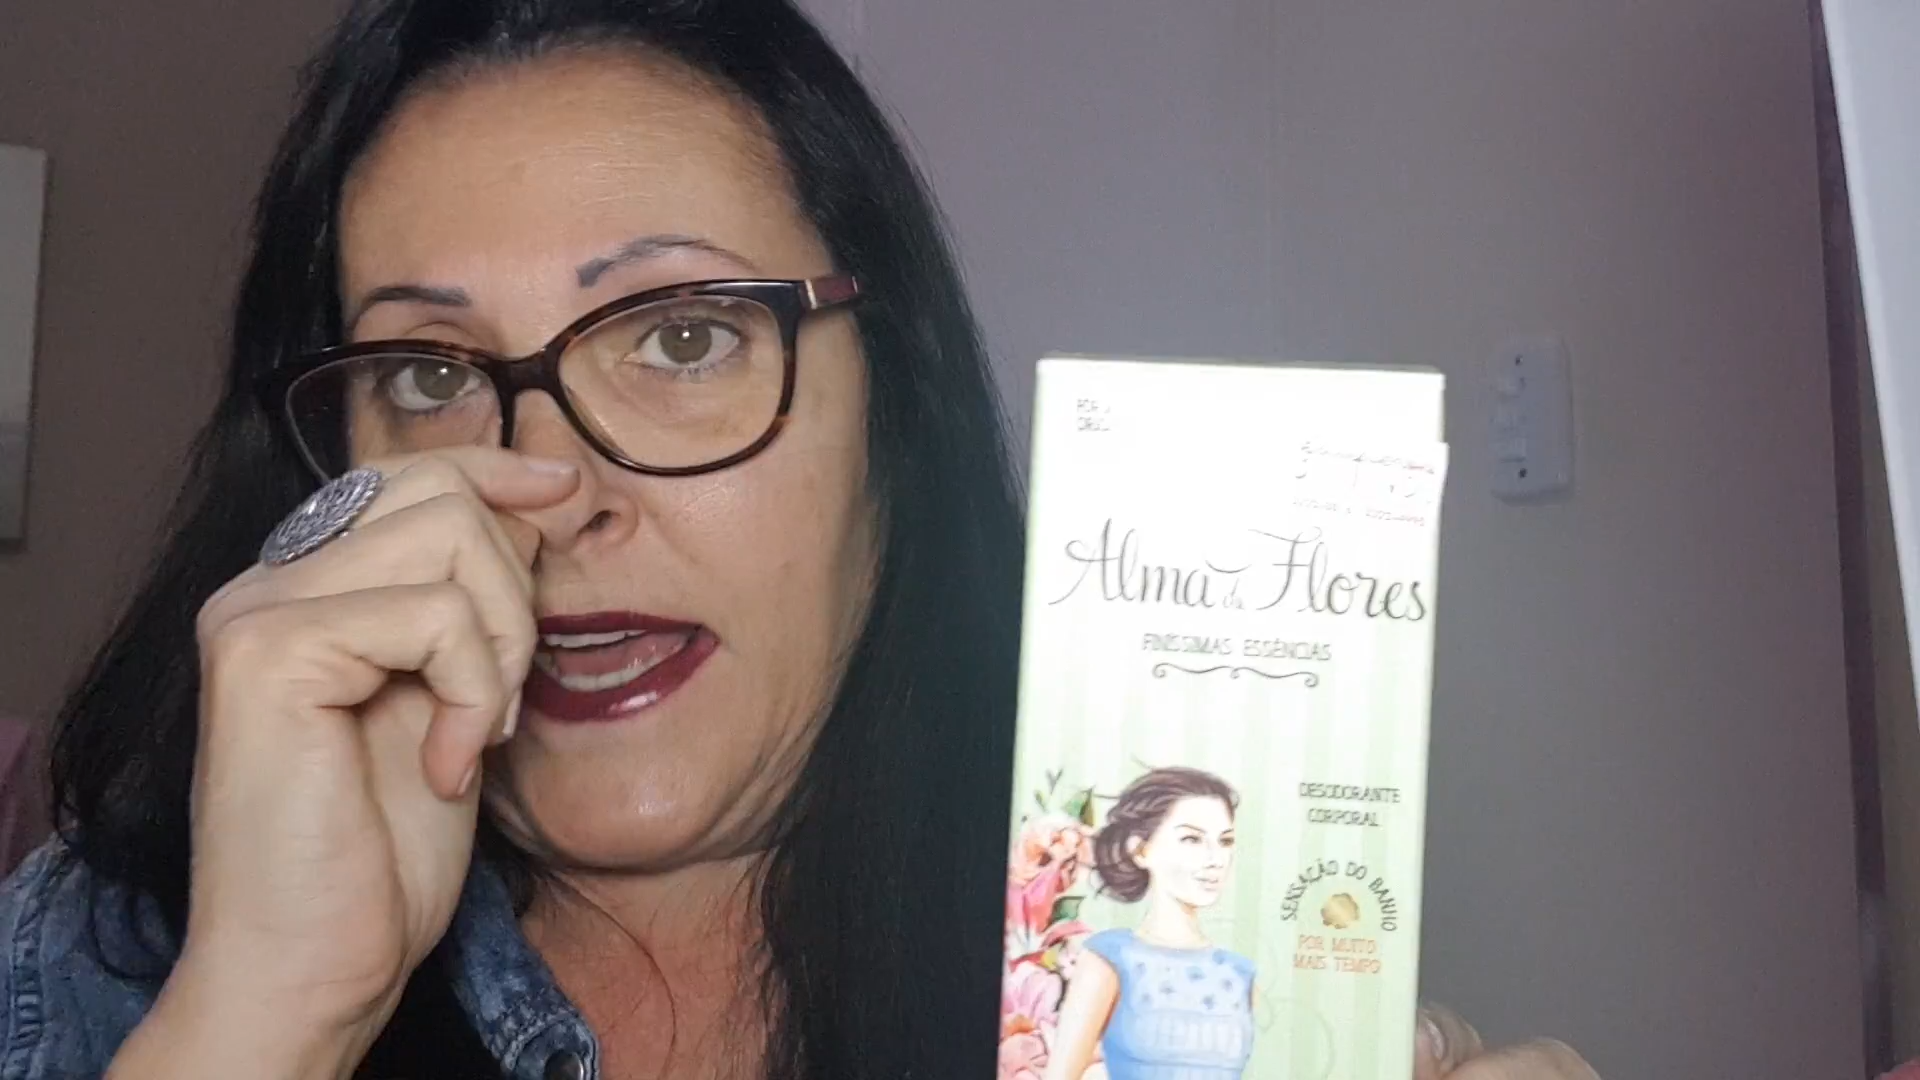 Alma de Flores
FINÍSSIMAS ESSÊNCIAS
DESODORANTE
CORPORAL
SENSAÇÃO DO BANHO
POR MUITO
MAIS TEMPO